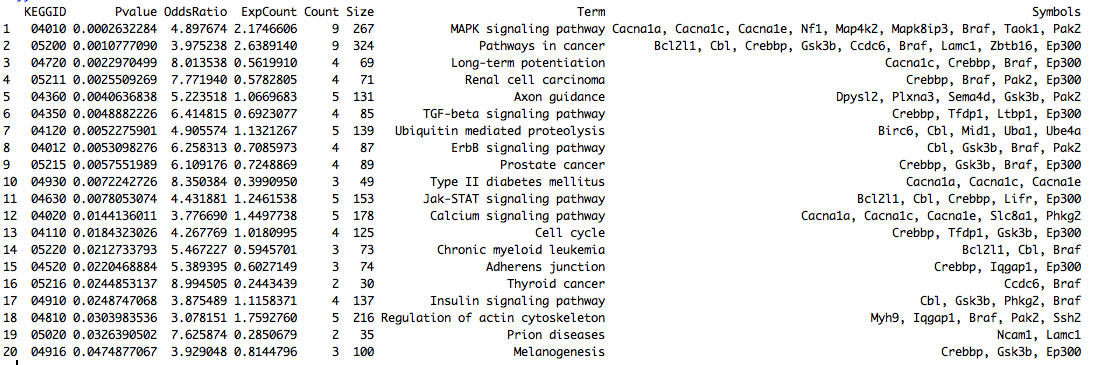 KEGGID Pvalue OddsRatio ExpCount Count Size Term Symbols
1 04010 0.0002632284 4.897674 2.1746606 9 267 MAPK signaling pathway Cacna1a, Cacna1c, Cacna1e, Nf1, Map4k2, Mapk8ip3, Braf, Taok1, Pak2
2 05200 0.0010777090 3.975238 2.6389140 9 324 Pathways in cancer Bcl2l1, Cbl, Crebbp, Gsk3b, Ccdc6, Braf, Lamc1, Zbtb16, Ep300
3 04720 0.0022970499 8.013538 0.5619910 4 69 Long-term potentiation Cacna1c, Crebbp, Braf, Ep300
4 05211 0.0025509269 7.771940 0.5782805 4 71 Renal cell carcinoma Crebbp, Braf, Pak2, Ep300
5 04360 0.0040636838 5.223518 1.0669683 5 131 Axon guidance Dpysl2, Plxna3, Sema4d, Gsk3b, Pak2
6 04350 0.0048882226 6.414815 0.6923077 4 85 TGF-beta signaling pathway Crebbp, Tfdp1, Ltbp1, Ep300
7 04120 0.0052275901 4.905574 1.1321267 5 139 Ubiquitin mediated proteolysis Birc6, Cbl, Mid1, Uba1, Ube4a
8 04012 0.0053098276 6.258313 0.7085973 4 87 ErbB signaling pathway Cbl, Gsk3b, Braf, Pak2
9 05215 0.0057551989 6.109176 0.7248869 4 89 Prostate cancer Crebbp, Gsk3b, Braf, Ep300
10 04930 0.0072242726 8.350384 0.3990950 3 49 Type II diabetes mellitus Cacna1a, Cacna1c, Cacna1e
11 04630 0.0078053074 4.431881 1.2461538 5 153 Jak-STAT signaling pathway Bcl2l1, Cbl, Crebbp, Lifr, Ep300
12 04020 0.0144136011 3.776690 1.4497738 5 178 Calcium signaling pathway Cacna1a, Cacna1c, Cacna1e, Slc8a1, Phkg2
13 04110 0.0184323026 4.267769 1.0180995 4 125 Cell cycle Crebbp, Tfdp1, Gsk3b, Ep300
14 05220 0.0212733793 5.467227 0.5945701 3 73 Chronic myeloid leukemia Bcl2l1, Cbl, Braf
15 04520 0.0220468884 5.389395 0.6027149 3 74 Adherens junction Crebbp, Iqgap1, Ep300
16 05216 0.0244853137 8.994505 0.2443439 2 30 Thyroid cancer Ccdc6, Braf
17 04910 0.0248747068 3.875489 1.1158371 4 137 Insulin signaling pathway Cbl, Gsk3b, Phkg2, Braf
18 04810 0.0303983536 3.078151 1.7592760 5 216 Regulation of actin cytoskeleton Myh9, Iqgap1, Braf, Pak2, Ssh2
19 05020 0.0326390502 7.625874 0.2850679 2 35 Prion diseases Ncam1, Lamc1
20 04916 0.0474877067 3.929048 0.8144796 3 100 Melanogenesis Crebbp, Gsk3b, Ep300